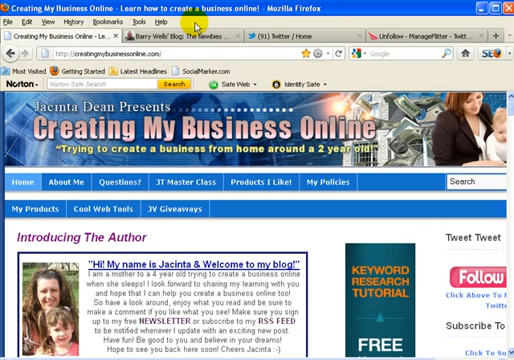 Creating My Business Online - Learn how to create a business online! - Mozilla Firefox
Edit View History Bookmarks Tools Help
Creating My Business Online - Le...
Barry Wells' Blog: The Newbies ...
(91) Twitter / Home
Unfollow - ManageFlitter - Twitte...
http://creatingmybusinessonline.com/
Google
Most Visited Getting Started Latest Headlines SocialMarker.com
Norton Norton Safe Search Search Safe Web Identity Safe
Jacinta Dean Presents
Creating My Business Online
"Trying to create a business from home around a 2 year old!"
Home About Me Questions? JT Master Class Products I Like! My Policies Search
My Products Cool Web Tools JV Giveaways
Introducing The Author
"Hi! My name is Jacinta & Welcome to my blog!"
I am a mother to a 4 year old trying to create a business online
when she sleeps! I look forward to sharing my learning with you
and hope that I can help you create a business online too!
So have a look around, enjoy what you read and be sure to
make a comment if you like what you see! Make sure you sign
up to my free NEWSLETTER or subscribe to my RSS FEED
to be notified whenever I update with an exciting new post.
Have fun! Be good to you and believe in your dreams!
Hope to see you back here soon! Cheers Jacinta :-)
KEYWORD
RESEARCH
TUTORIAL
FREE
Tweet Tweet
Follow
Click Above To F
Twitte
Subscribe To
Click To Su